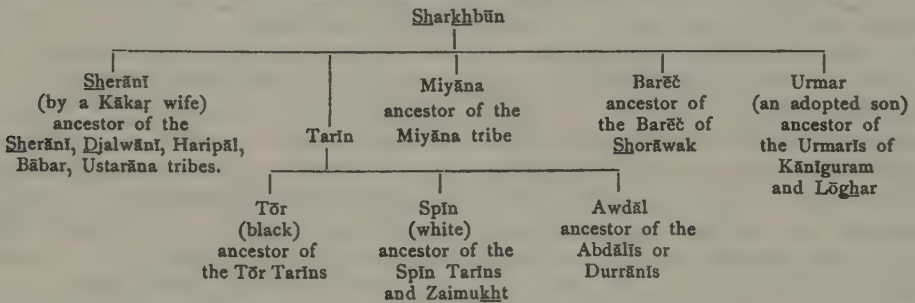 Sharkhbūn
Sherānī
(by a Kākaṛ wife)
ancestor of the
Sherānī, Djalwānī, Haripāl,
Bābar, Ustarāna tribes.
Tarīn
Miyāna
ancestor of the
Miyāna tribe
Barēč
ancestor of
the Barēč of
Shorāwak
Urmar
(an adopted son)
ancestor of
the Urmarīs of
Kānīguram
and Lōghar
Tōr
(black)
ancestor of
the Tōr Tarīns
Spīn
(white)
ancestor of the
Spīn Tarīns
and Zaimukht
Awdāl
ancestor of the
Abdālīs or
Durrānīs